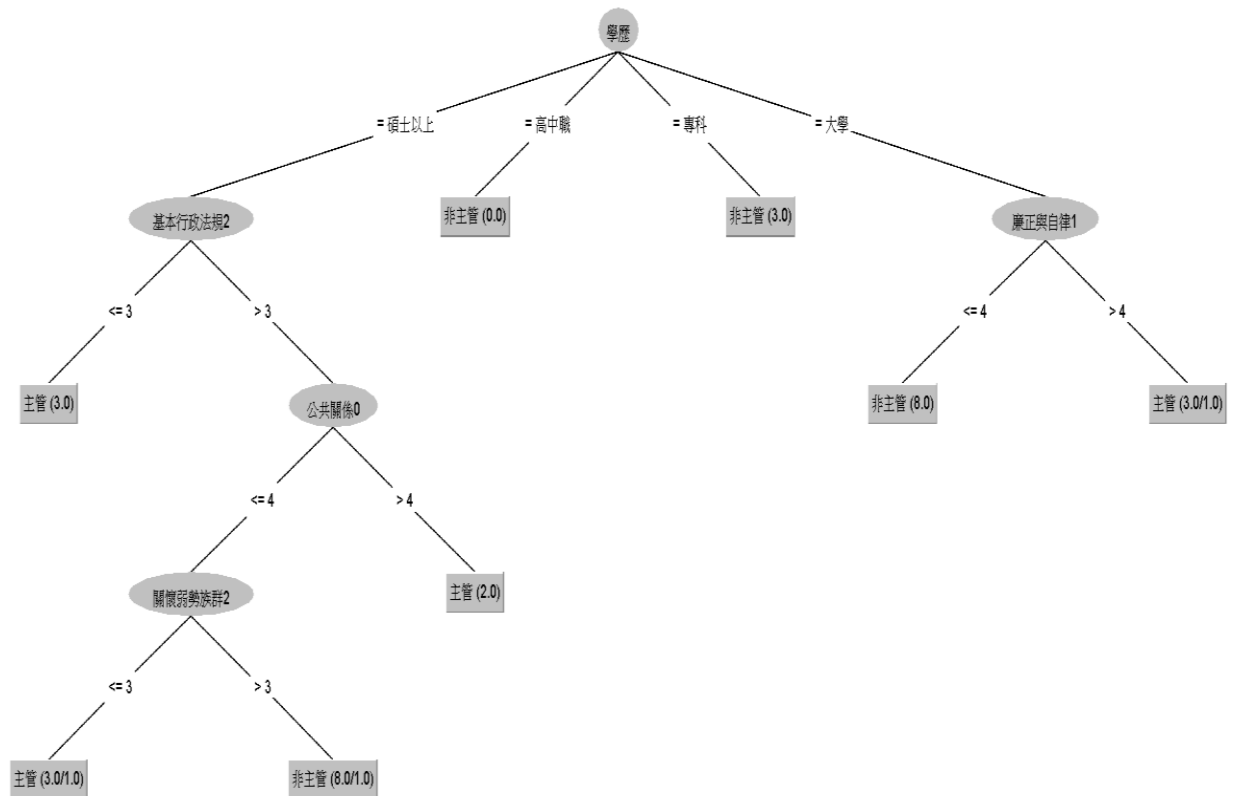 學歷
= 碩士以上
= 高中職
= 專科
= 大學
基本行政法規2
非主管 (0.0)
非主管 (3.0)
廉正與自律1
<= 3
> 3
<= 4
> 4
主管 (3.0)
公共關係0
非主管 (8.0)
主管 (3.0/1.0)
<= 4
> 4
關懷弱勢族群2
主管 (2.0)
<= 3
> 3
主管 (3.0/1.0)
非主管 (8.0/1.0)